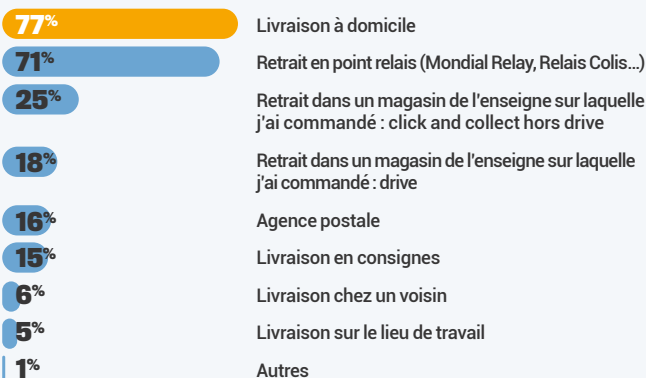 77% Livraison à domicile
71% Retrait en point relais (Mondial Relay, Relais Colis...)
25% Retrait dans un magasin de l'enseigne sur laquelle
j'ai commandé : click and collect hors drive
18% Retrait dans un magasin de l'enseigne sur laquelle
j'ai commandé : drive
16% Agence postale
15% Livraison en consignes
6% Livraison chez un voisin
5% Livraison sur le lieu de travail
1% Autres